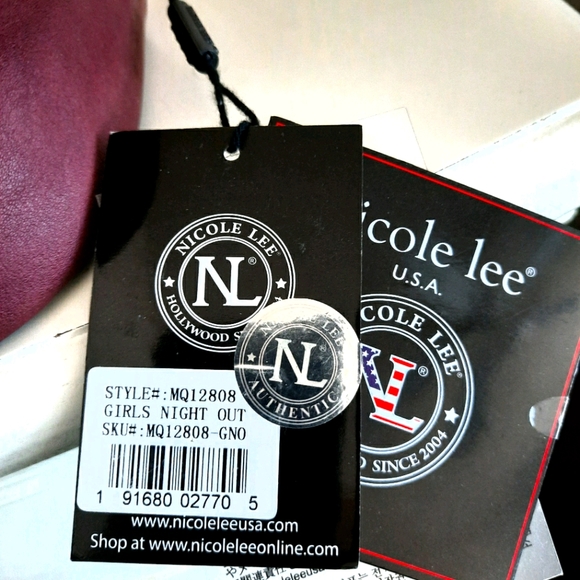 NICOLE LEE
NL®
HOLLYWOOD
NL
AUTHENTIC
STYLE#:MQ12808
GIRLS NIGHT OUT
SKU#:MQ12808-GNO
1 91680 02770 5
www.nicoleleeusa.com
Shop at www.nicoleleeonline.com
icole lee®
U.S.A.
COLE LEE
NL
SINCE 2004